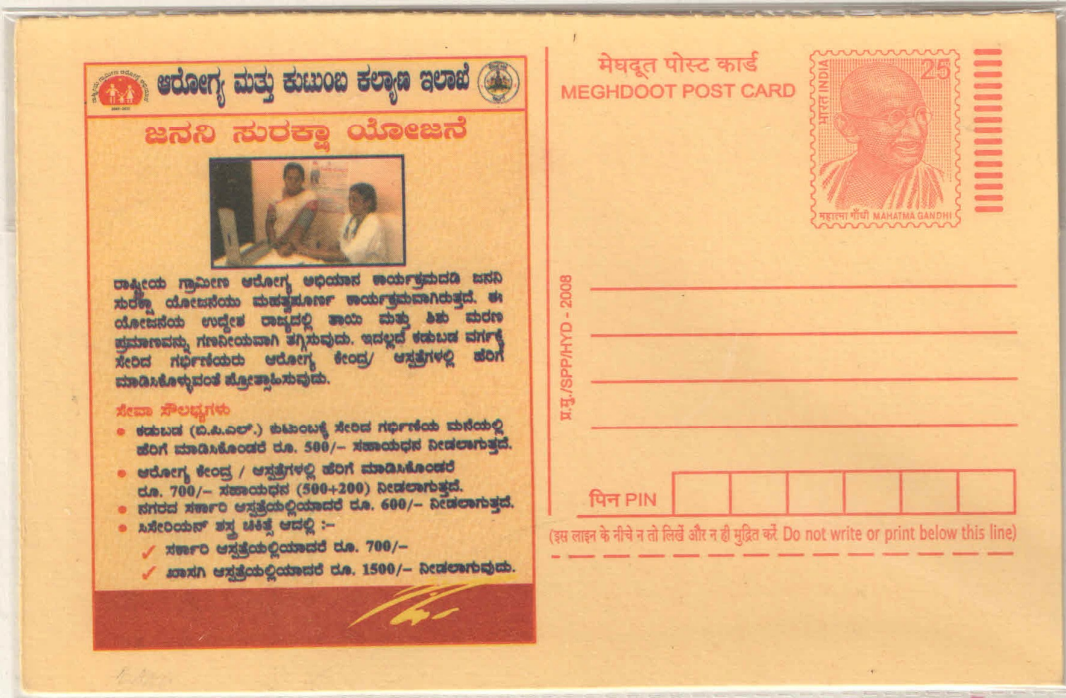 ಆರೋಗ್ಯ ಮತ್ತು ಕುಟುಂಬ ಕಲ್ಯಾಣ ಇಲಾಖೆ
ಜನನಿ ಸುರಕ್ಷಾ ಯೋಜನೆ
ರಾಷ್ಟ್ರೀಯ ಗ್ರಾಮೀಣ ಆರೋಗ್ಯ ಅಭಿಯಾನ ಕಾರ್ಯಕ್ರಮದಡಿ ಜನನಿ
ಸುರಕ್ಷಾ ಯೋಜನೆಯು ಮಹತ್ವಪೂರ್ಣ ಕಾರ್ಯಕ್ರಮವಾಗಿರುತ್ತದೆ. ಈ
ಯೋಜನೆಯ ಉದ್ದೇಶ ರಾಜ್ಯದಲ್ಲಿ ತಾಯಿ ಮತ್ತು ಶಿಶು ಮರಣ
ಪ್ರಮಾಣವನ್ನು ಗಣನೀಯವಾಗಿ ತಗ್ಗಿಸುವುದು. ಇದಲ್ಲದೆ ಕಡುಬಡ ವರ್ಗಕ್ಕೆ
ಸೇರಿದ ಗರ್ಭಿಣಿಯರು ಆರೋಗ್ಯ ಕೇಂದ್ರ/ ಆಸ್ಪತ್ರೆಗಳಲ್ಲಿ ಹೆರಿಗೆ
ಮಾಡಿಸಿಕೊಳ್ಳುವಂತೆ ಪ್ರೋತ್ಸಾಹಿಸುವುದು.
ಸೇವಾ ಸೌಲಭ್ಯಗಳು
• ಕಡುಬಡ (ಬಿ.ಪಿ.ಎಲ್.) ಕುಟುಂಬಕ್ಕೆ ಸೇರಿದ ಗರ್ಭಿಣಿಯ ಮನೆಯಲ್ಲಿ
ಹೆರಿಗೆ ಮಾಡಿಸಿಕೊಂಡರೆ ರೂ. 500/– ಸಹಾಯಧನ ನೀಡಲಾಗುತ್ತದೆ.
• ಆರೋಗ್ಯ ಕೇಂದ್ರ / ಆಸ್ಪತ್ರೆಗಳಲ್ಲಿ ಹೆರಿಗೆ ಮಾಡಿಸಿಕೊಂಡರೆ
ರೂ. 700/– ಸಹಾಯಧನ (500+200) ನೀಡಲಾಗುತ್ತದೆ.
• ನಗರದ ಸರ್ಕಾರಿ ಆಸ್ಪತ್ರೆಯಲ್ಲಿಯಾದರೆ ರೂ. 600/– ನೀಡಲಾಗುತ್ತದೆ.
• ಸಿಸೇರಿಯನ್ ಶಸ್ತ್ರ ಚಿಕಿತ್ಸೆ ಆದಲ್ಲಿ :–
✓ ಸರ್ಕಾರಿ ಆಸ್ಪತ್ರೆಯಲ್ಲಿಯಾದರೆ ರೂ. 700/–
✓ ಖಾಸಗಿ ಆಸ್ಪತ್ರೆಯಲ್ಲಿಯಾದರೆ ರೂ. 1500/– ನೀಡಲಾಗುವುದು.
मेघदूत पोस्ट कार्ड
MEGHDOOT POST CARD
25
भारत INDIA
महात्मा गाँधी MAHATMA GANDHI
प्र.मु./SPP/HYD - 2008
पिन PIN
(इस लाइन के नीचे न तो लिखें और न ही मुद्रित करें Do not write or print below this line)